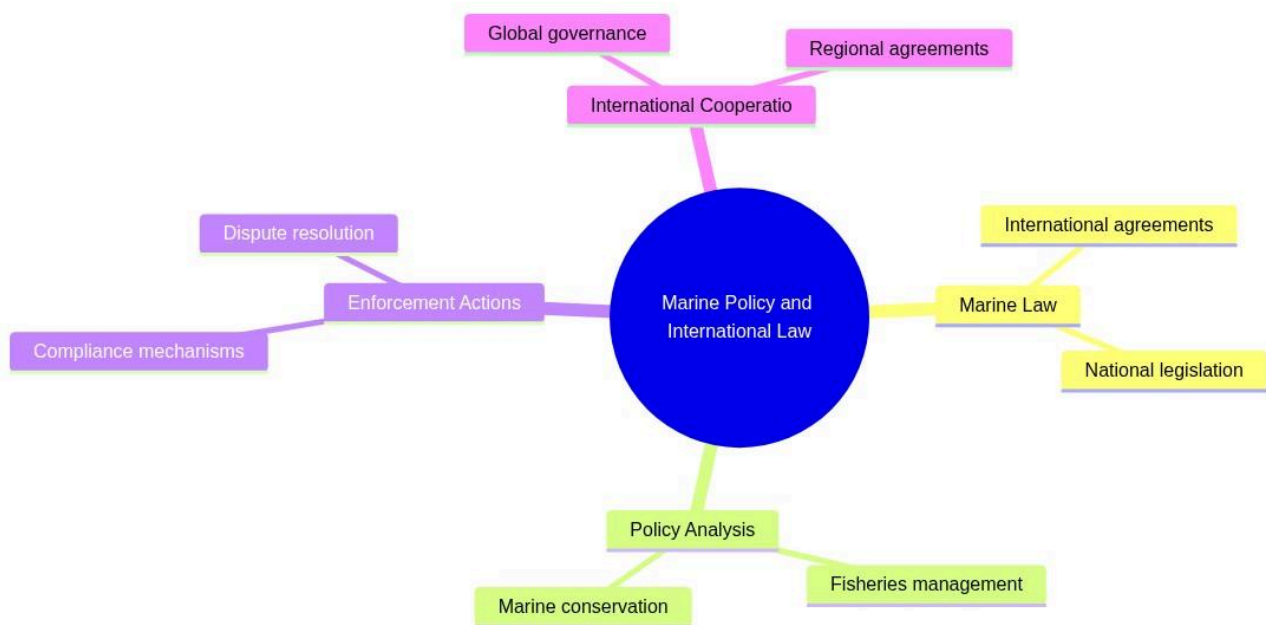 Global governance
Regional agreements
International Cooperatio
Dispute resolution
International agreements
Enforcement Actions
Marine Policy and
International Law
Marine Law
Compliance mechanisms
National legislation
Policy Analysis
Fisheries management
Marine conservation